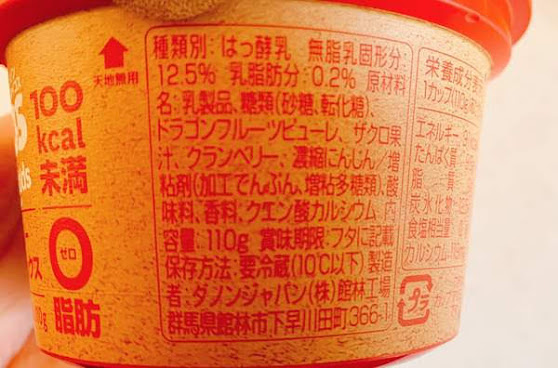 天地無用
100
kcal
未満
0
ゼロ
脂肪
種類別: はっ酵乳 無脂乳固形分:
12.5% 乳脂肪分: 0.2% 原材料
名: 乳製品、糖類(砂糖、転化糖)、
ドラゴンフルーツピューレ、ザクロ果
汁、クランベリー、濃縮にんじん/増
粘剤(加工でんぷん、増粘多糖類)、酸
味料、香料、クエン酸カルシウム 内
容量: 110g 賞味期限: フタに記載
保存方法: 要冷蔵(10℃以下) 製造
者: ダノンジャパン(株) 館林工場
群馬県館林市下早川田町366-1
栄養成分
1カップ
エネルギー
たんぱく質
脂 質
炭水化物
食塩相当量
カルシウム
プラ